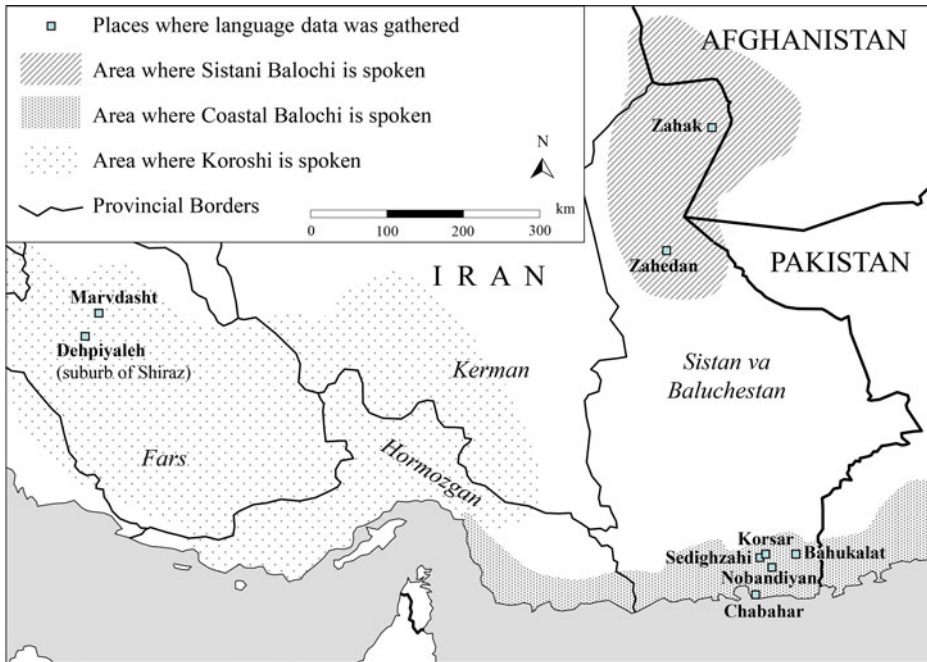 Places where language data was gathered
Area where Sistani Balochi is spoken
Area where Coastal Balochi is spoken
Area where Koroshi is spoken
Provincial Borders
N
km
0 100 200 300
AFGHANISTAN
Zahak
IRAN
Zahedan
PAKISTAN
Marvdasht
Dehpiyaleh
(suburb of Shiraz)
Kerman
Sistan va
Baluchestan
Fars
Hormozgan
Korsar
Sedighzahi
Bahukalat
Nobandiyan
Chabahar